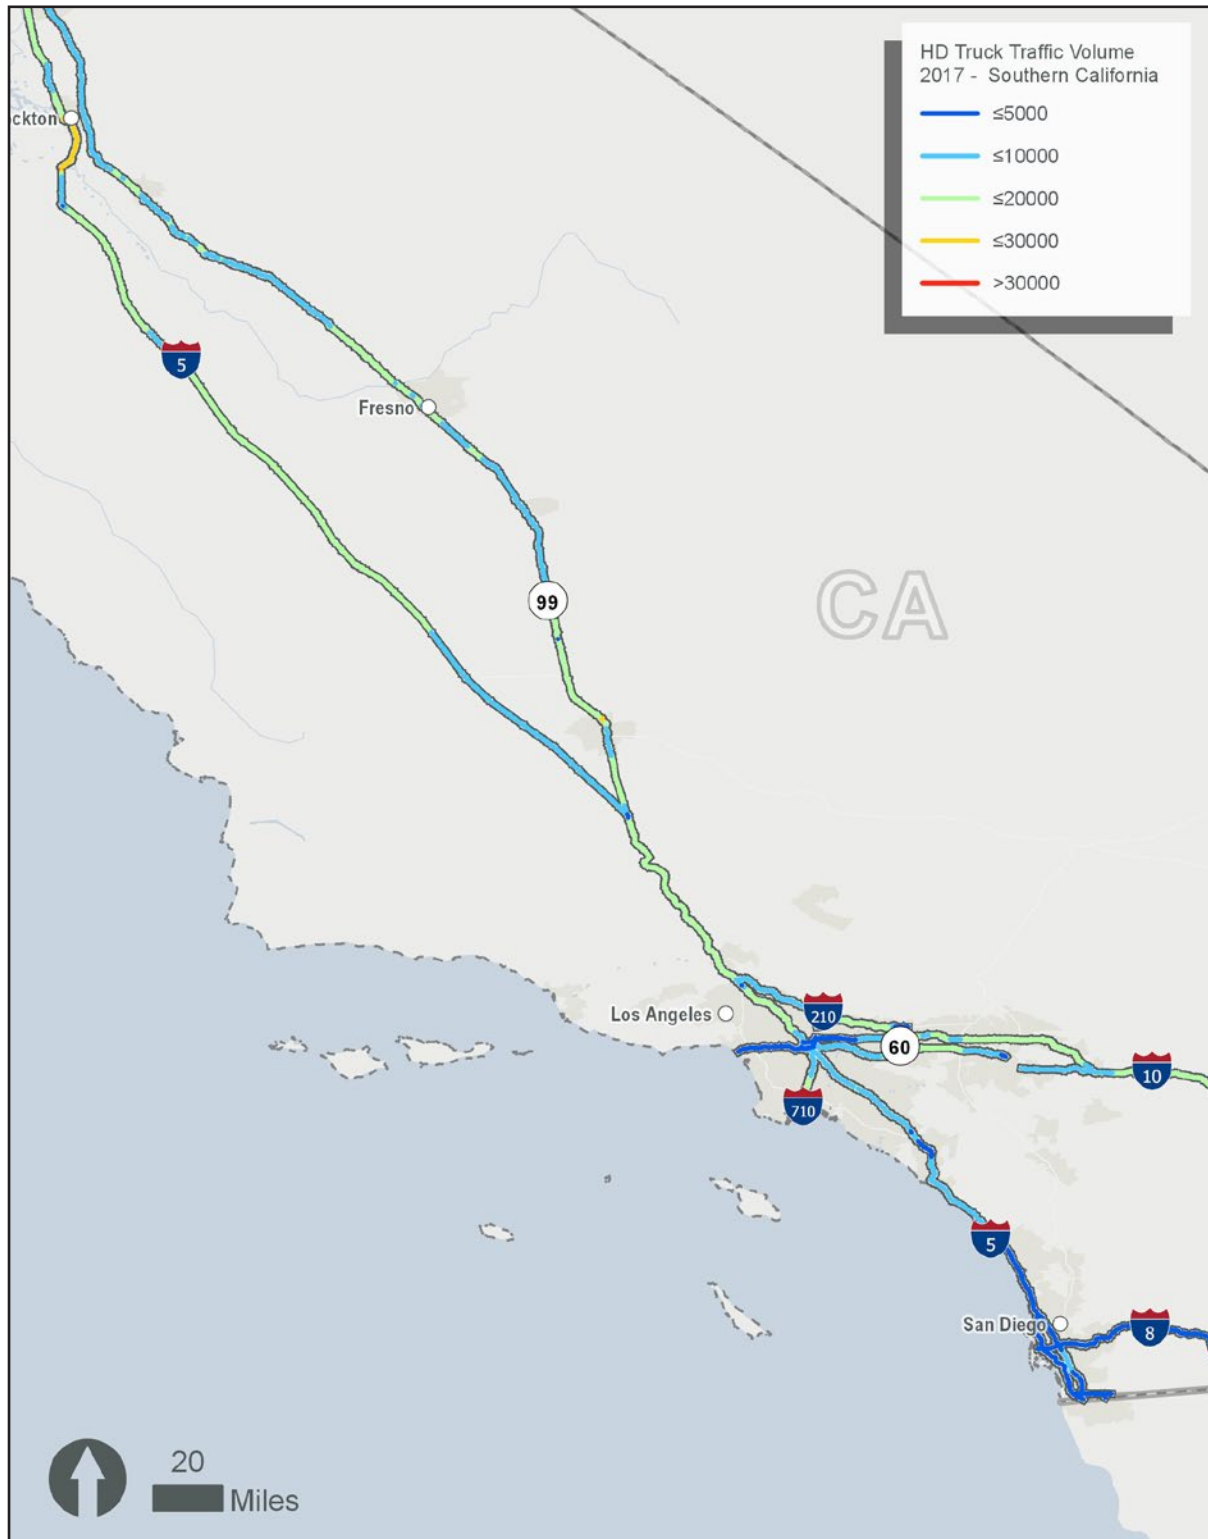 HD Truck Traffic Volume
2017 - Southern California
≤5000
≤10000
≤20000
≤30000
>30000
ckton
5
Fresno
99
CA
Los Angeles
210
60
10
710
5
San Diego
8
20
Miles